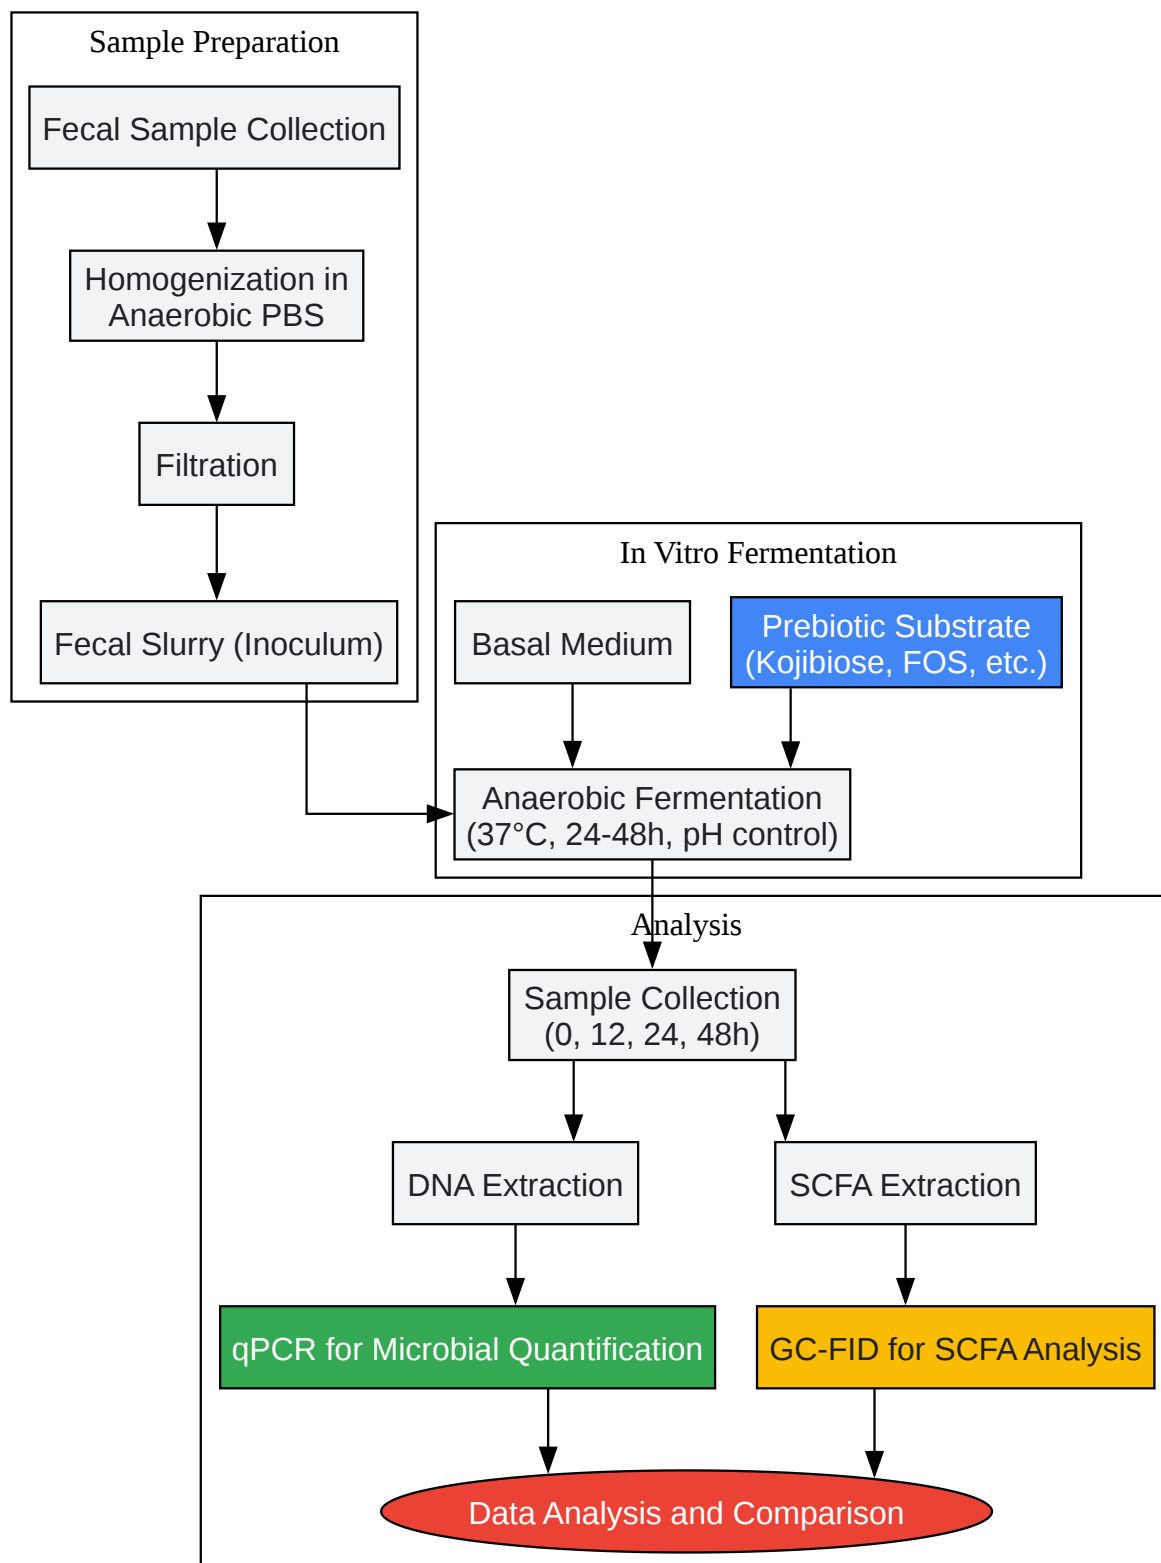 Sample Preparation
Fecal Sample Collection
Homogenization in
Anaerobic PBS
Filtration
Fecal Slurry (Inoculum)
In Vitro Fermentation
Basal Medium
Prebiotic Substrate
(Kojibiose, FOS, etc.)
Anaerobic Fermentation
(37°C, 24-48h, pH control)
Analysis
Sample Collection
(0, 12, 24, 48h)
DNA Extraction
SCFA Extraction
qPCR for Microbial Quantification
GC-FID for SCFA Analysis
Data Analysis and Comparison